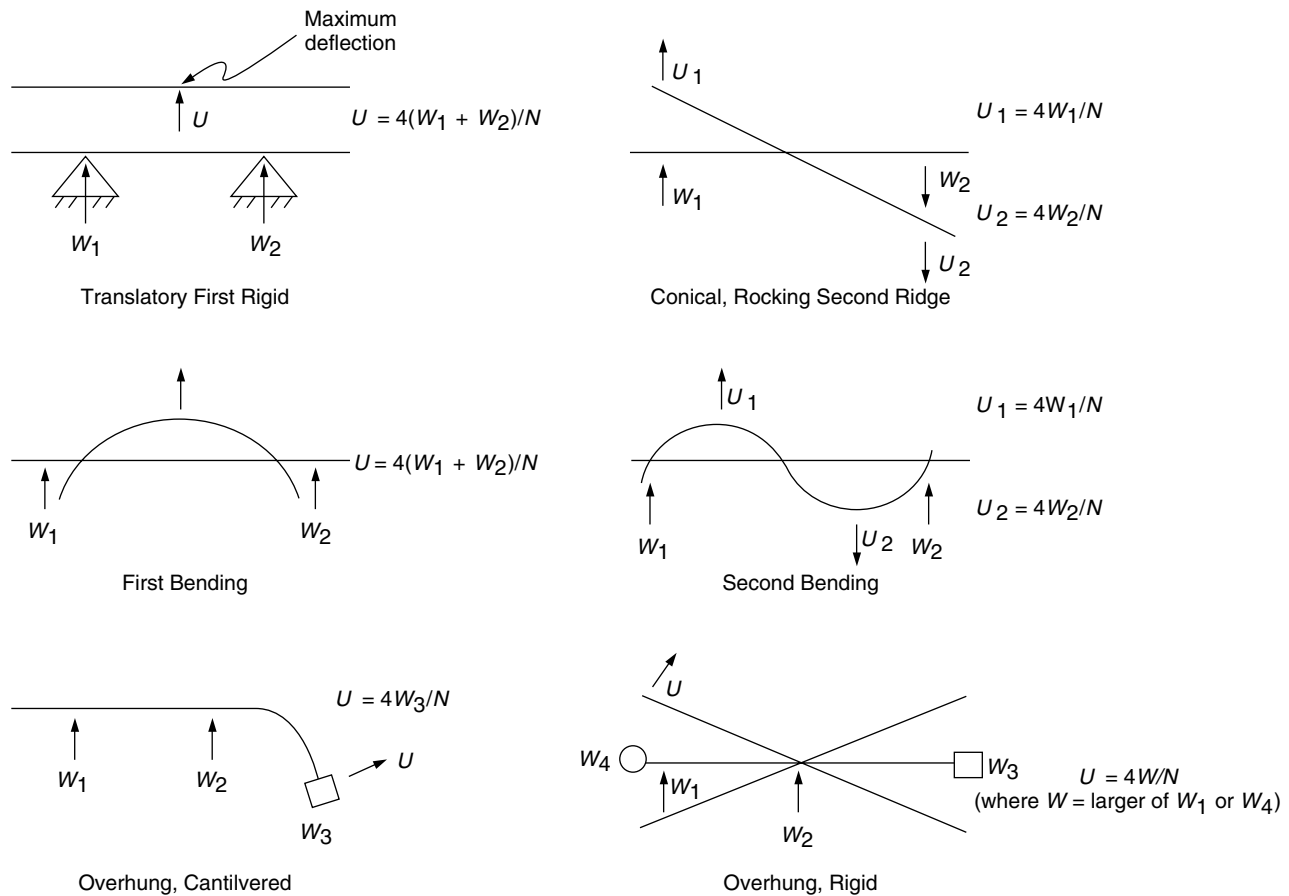 Maximum
deflection
U
U = 4(W1 + W2)/N
W1
W2
Translatory First Rigid
U1
U1 = 4W1/N
W1
W2
U2 = 4W2/N
U2
Conical, Rocking Second Ridge
U = 4(W1 + W2)/N
W1
W2
First Bending
U1
U1 = 4W1/N
U2 = 4W2/N
W1
U2
W2
Second Bending
U = 4W3/N
W1
W2
U
W3
Overhung, Cantilvered
U
W4
W1
W3
U = 4W/N
(where W = larger of W1 or W4)
W2
Overhung, Rigid